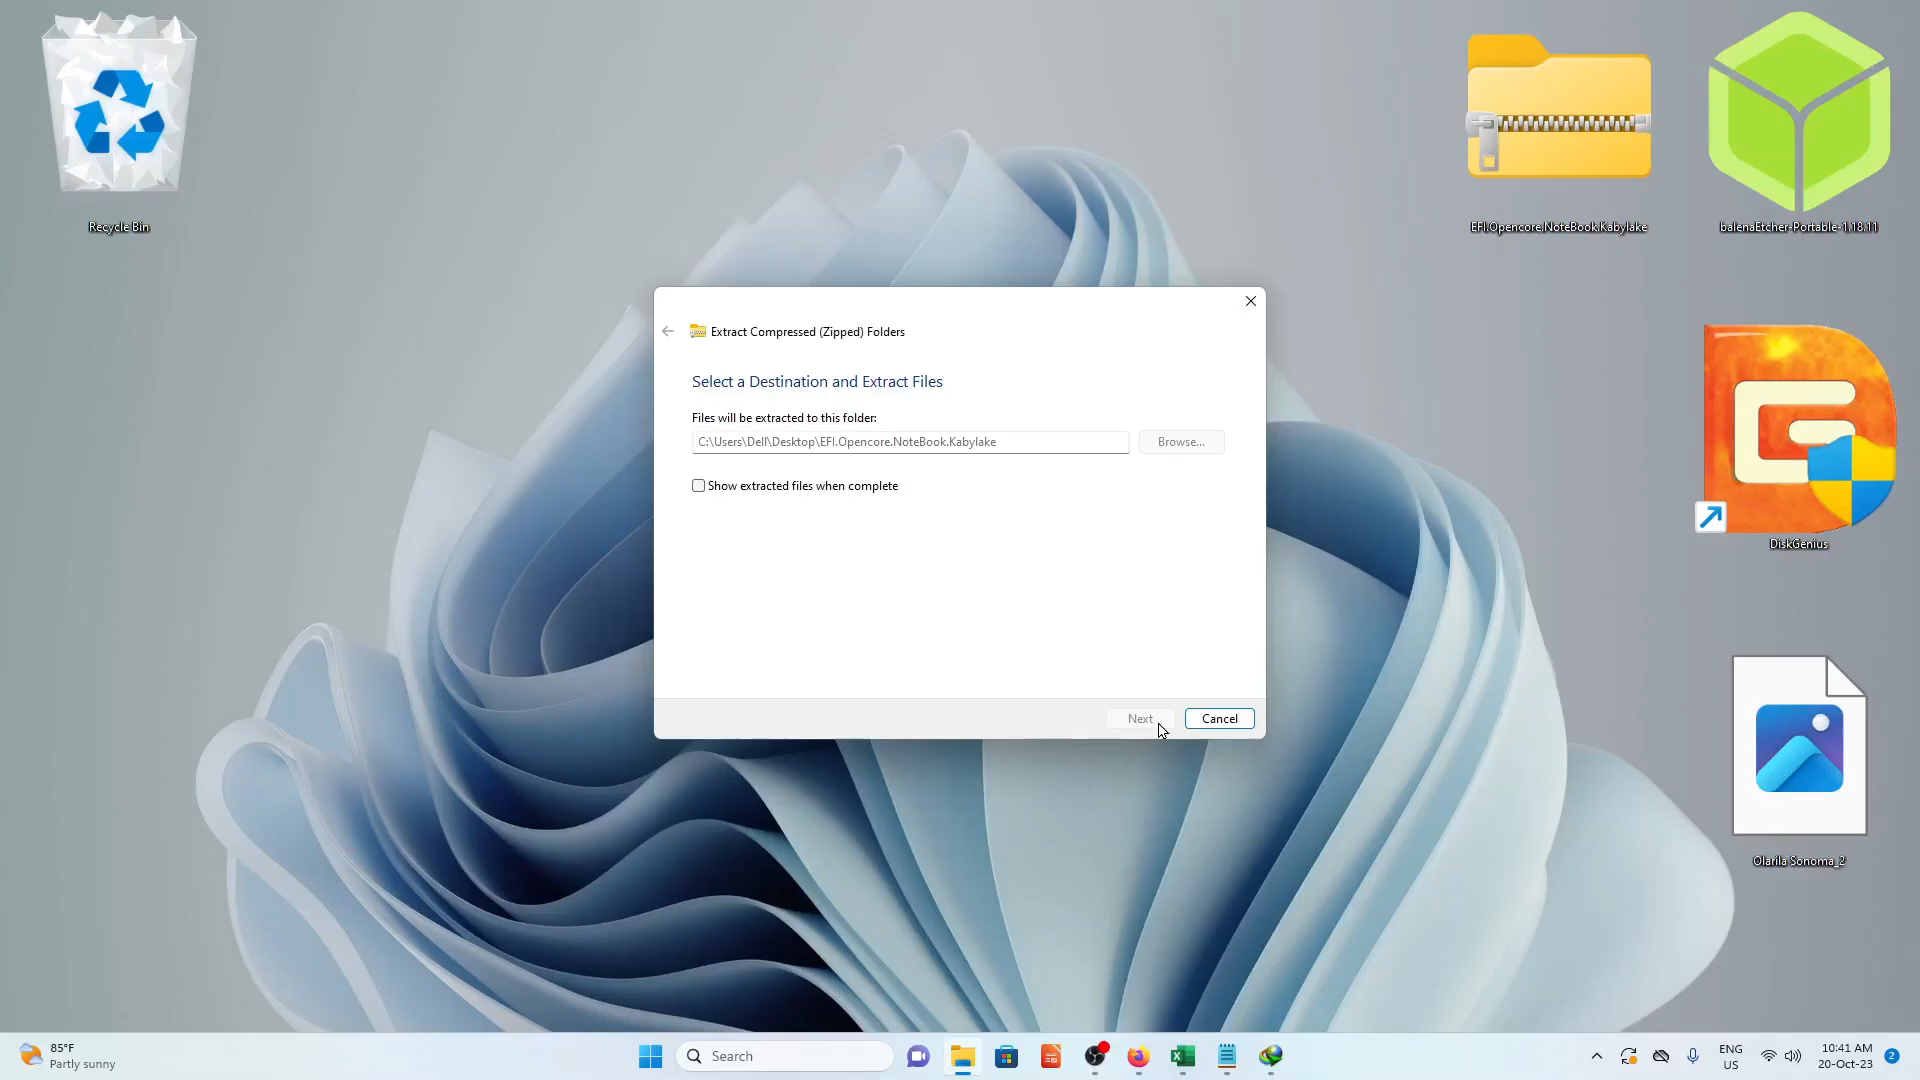 Recycle Bin
EFI.Opencore.NoteBook.Kabylake
balenaEtcher-Portable-1.18.11
Extract Compressed (Zipped) Folders
Select a Destination and Extract Files
Files will be extracted to this folder:
C:\Users\Dell\Desktop\EFI.Opencore.NoteBook.Kabylake
Browse...
Show extracted files when complete
DiskGenius
Next
Cancel
Olarila Sonoma_2
85°F
Partly sunny
Search
ENG
US
10:41 AM
20-Oct-23
2